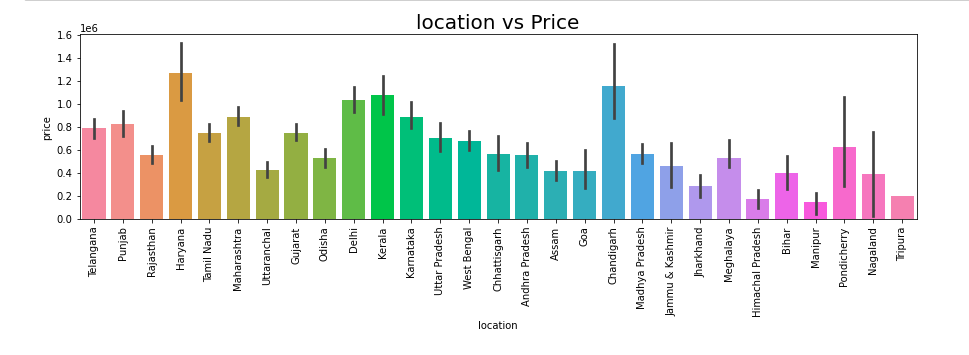 location vs Price
1e6
1.6
1.4
1.2
1.0
0.8
0.6
0.4
0.2
0.0
price
Telangana
Punjab
Rajasthan
Haryana
Tamil Nadu
Maharashtra
Uttaranchal
Gujarat
Odisha
Delhi
Kerala
Karnataka
Uttar Pradesh
West Bengal
Chhattisgarh
Andhra Pradesh
Assam
Goa
Chandigarh
Madhya Pradesh
Jammu & Kashmir
Jharkhand
Meghalaya
Himachal Pradesh
Bihar
Manipur
Pondicherry
Nagaland
Tripura
location